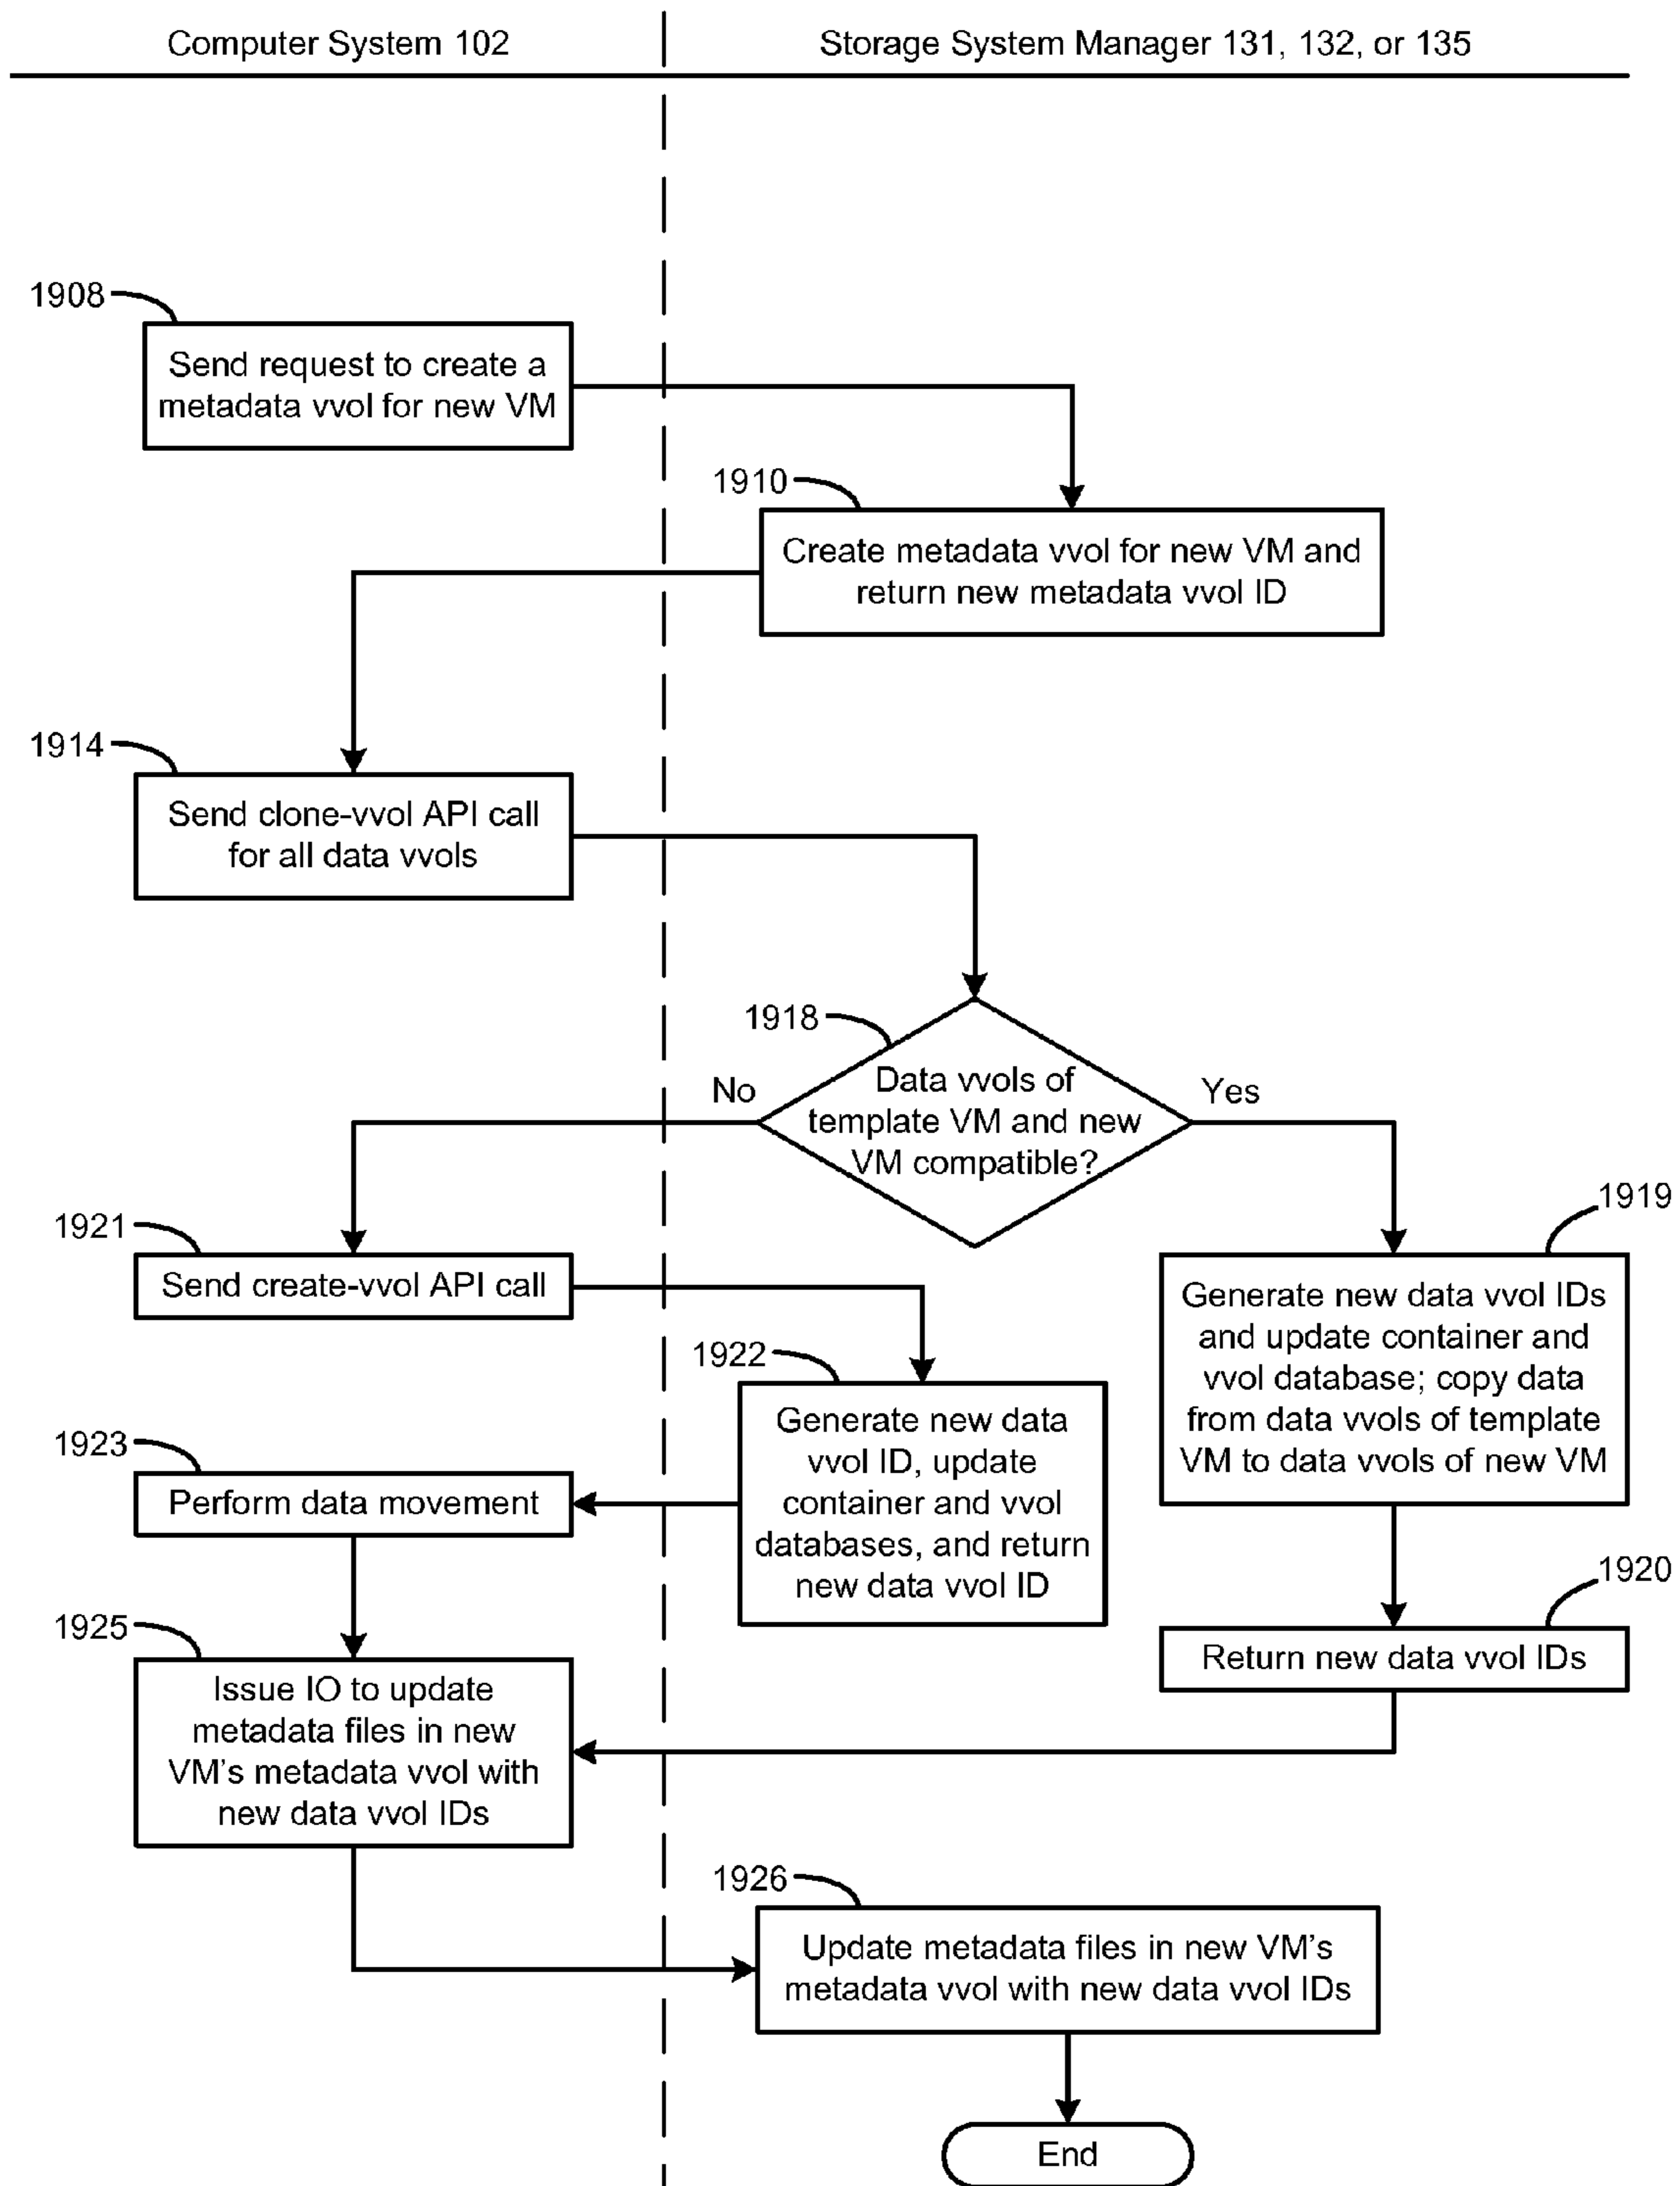 Computer System 102
Storage System Manager 131, 132, or 135
1908
Send request to create a
metadata vvol for new VM
1910
Create metadata vvol for new VM and
return new metadata vvol ID
1914
Send clone-vvol API call
for all data vvols
1918
Data vvols of
template VM and new
VM compatible?
No
Yes
1921
Send create-vvol API call
1919
Generate new data vvol IDs
and update container and
vvol database; copy data
from data vvols of template
VM to data vvols of new VM
1922
Generate new data
vvol ID, update
container and vvol
databases, and return
new data vvol ID
1923
Perform data movement
1920
Return new data vvol IDs
1925
Issue IO to update
metadata files in new
VM's metadata vvol with
new data vvol IDs
1926
Update metadata files in new VM's
metadata vvol with new data vvol IDs
End